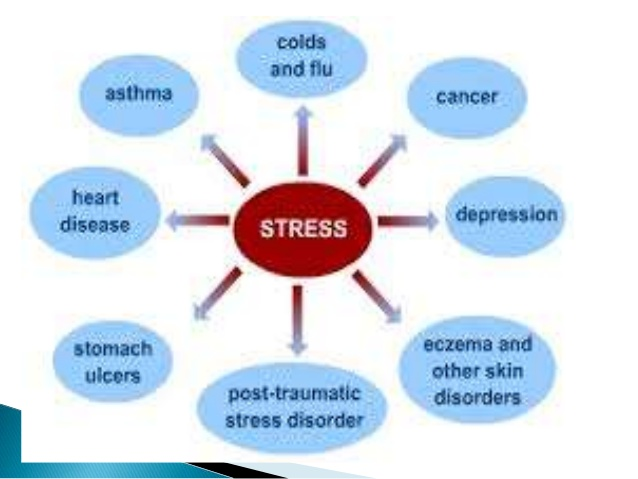 colds
and flu
asthma
cancer
heart
disease
STRESS
depression
stomach
ulcers
post-traumatic
stress disorder
eczema and
other skin
disorders